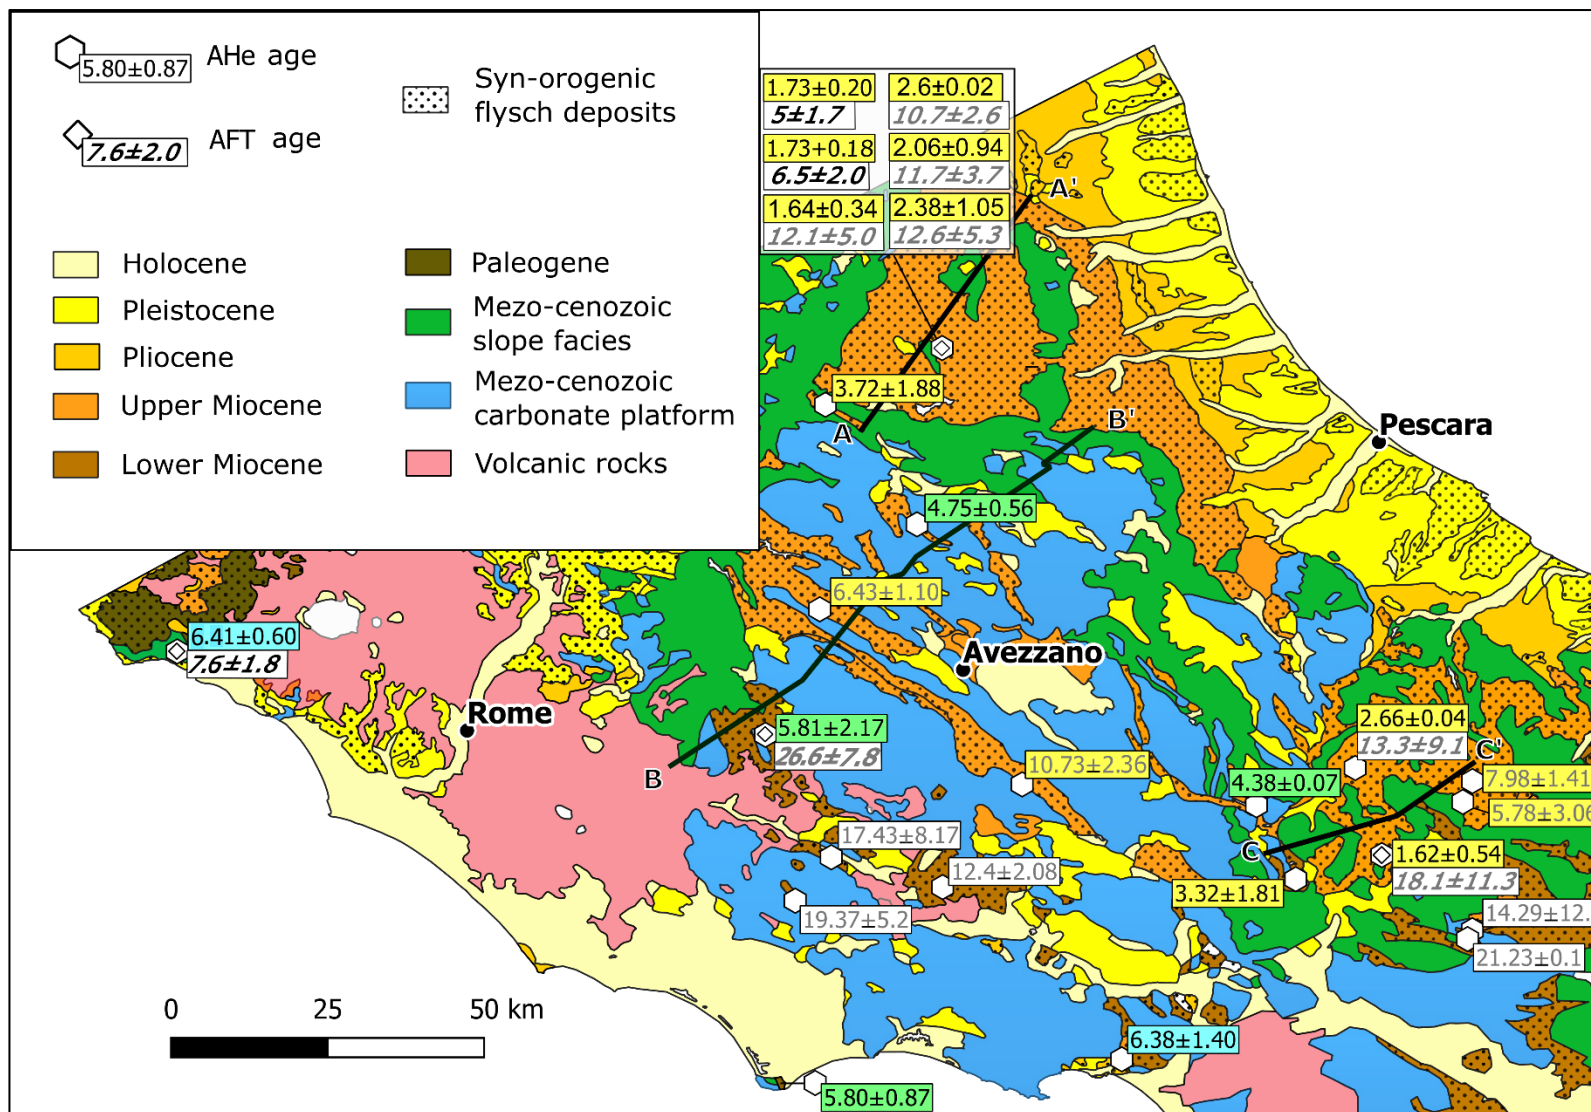 5.80±0.87 AHe age
7.6±2.0 AFT age
Syn-orogenic
flysch deposits
Holocene
Pleistocene
Pliocene
Upper Miocene
Lower Miocene
Paleogene
Mezo-cenozoic
slope facies
Mezo-cenozoic
carbonate platform
Volcanic rocks
1.73±0.20 2.6±0.02
5±1.7 10.7±2.6
1.73+0.18 2.06±0.94
6.5±2.0 11.7±3.7
1.64±0.34 2.38±1.05
12.1±5.0 12.6±5.3
A'
3.72±1.88
A
B'
Pescara
4.75±0.56
6.43±1.10
6.41±0.60
7.6±1.8
Avezzano
Rome
5.81±2.17
26.6±7.8
B
10.73±2.36
2.66±0.04
13.3±9.1
C'
4.38±0.07
7.98±1.41
5.78±3.06
17.43±8.17
12.4±2.08
19.37±5.2
C
1.62±0.54
18.1±11.3
3.32±1.81
14.29±12.
21.23±0.1
0 25 50 km
6.38±1.40
5.80±0.87